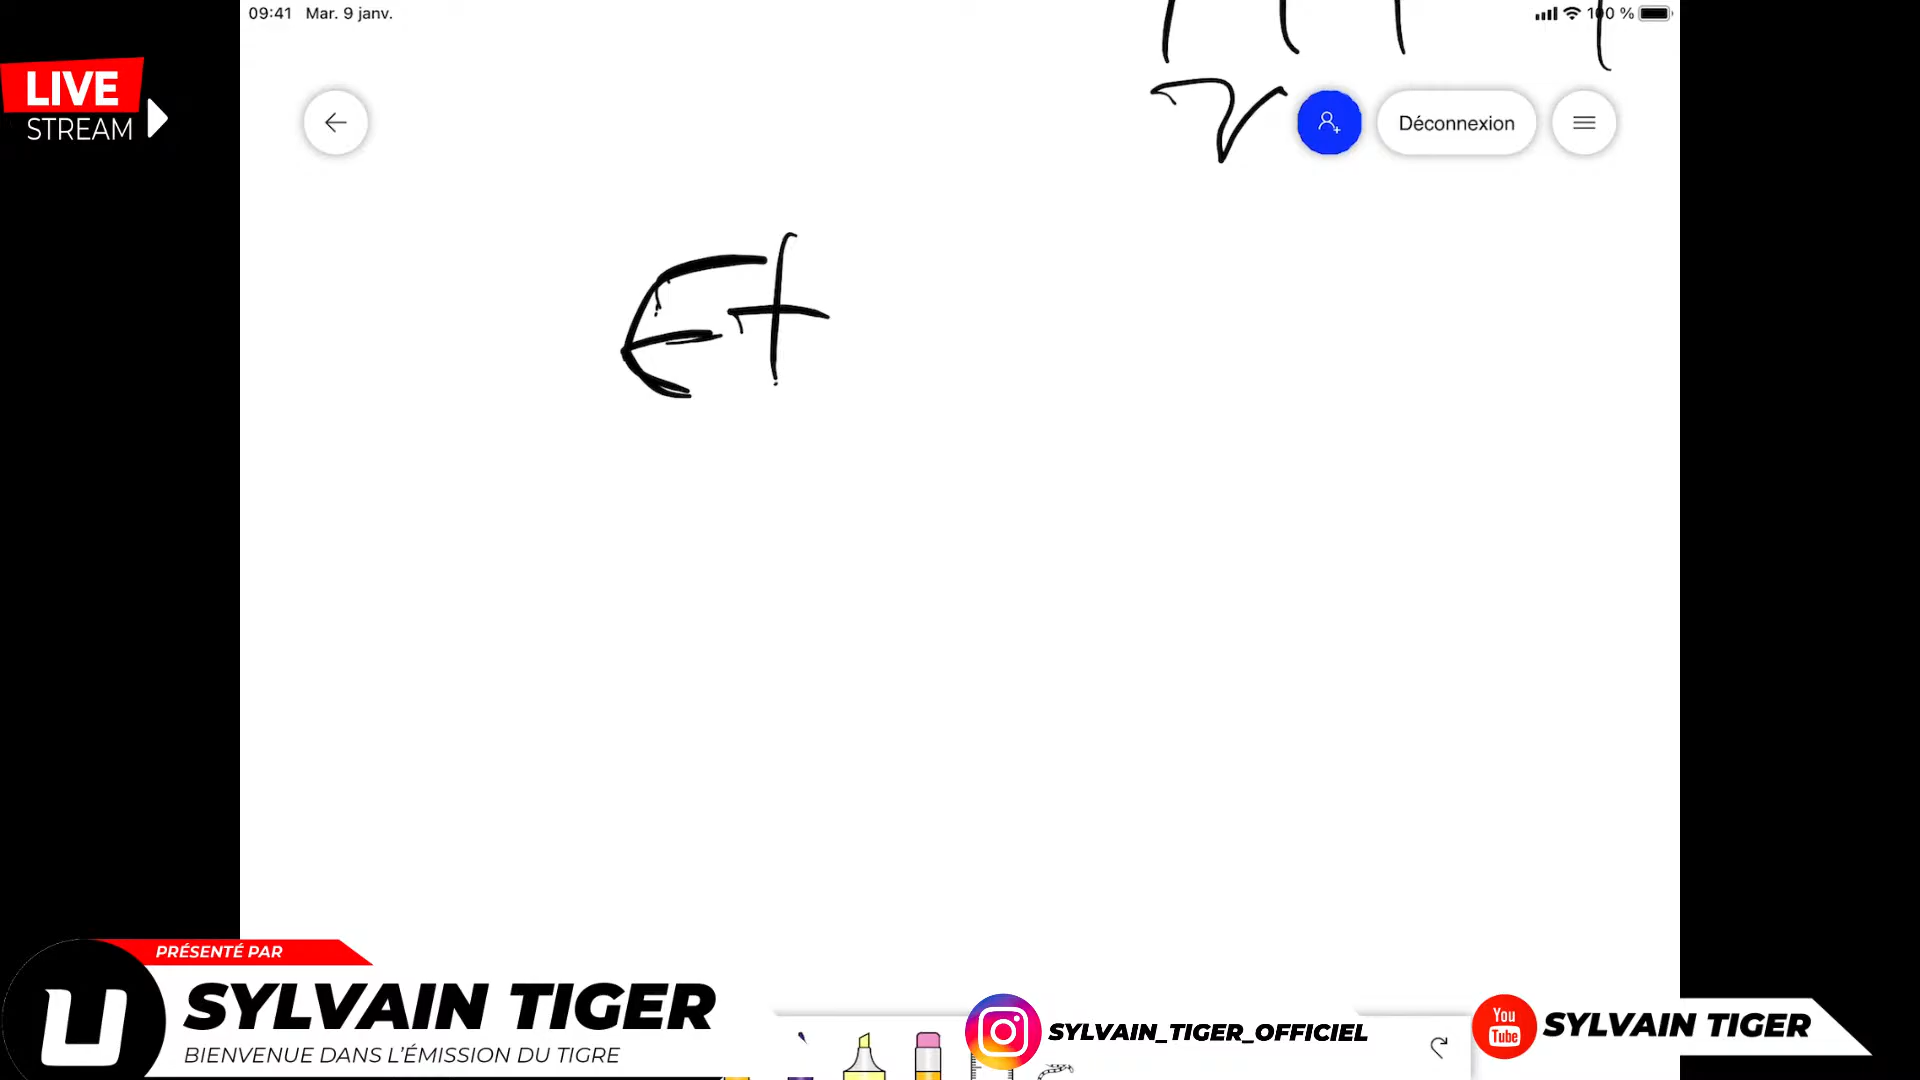 09:41 Mar. 9 janv. 100 %
LIVE
STREAM
Déconnexion
Et
PRÉSENTÉ PAR
SYLVAIN TIGER
BIENVENUE DANS L'ÉMISSION DU TIGRE
SYLVAIN_TIGER_OFFICIEL
You
Tube
SYLVAIN TIGER